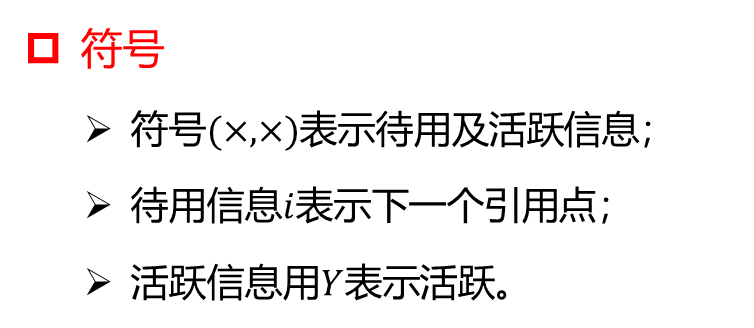 符号
符号(×,×)表示待用及活跃信息；
待用信息i表示下一个引用点；
活跃信息用Y表示活跃。